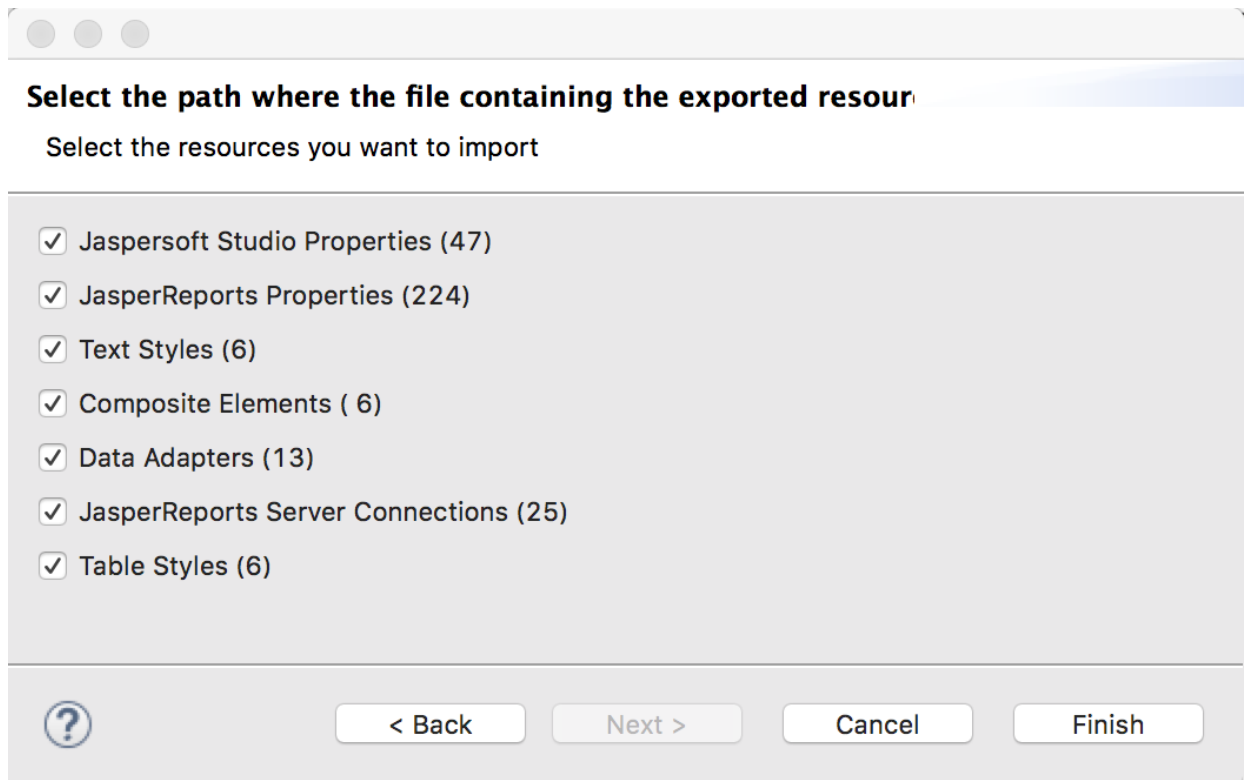 Select the path where the file containing the exported
Select the resources you want to import
Jaspersoft Studio Properties (47)
JasperReports Properties (224)
Text Styles (6)
Composite Elements ( 6)
Data Adapters (13)
JasperReports Server Connections (25)
Table Styles (6)
?
< Back
Next >
Cancel
Finish